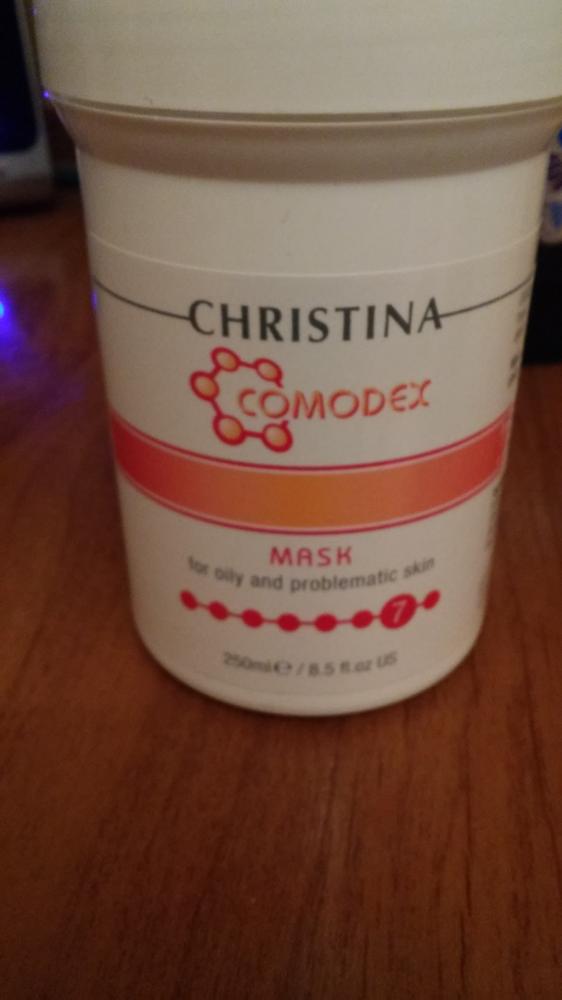 CHRISTINA
COMODEX
MASK
for oily and problematic skin
7
250ml ℮ / 8.5 fl.oz US